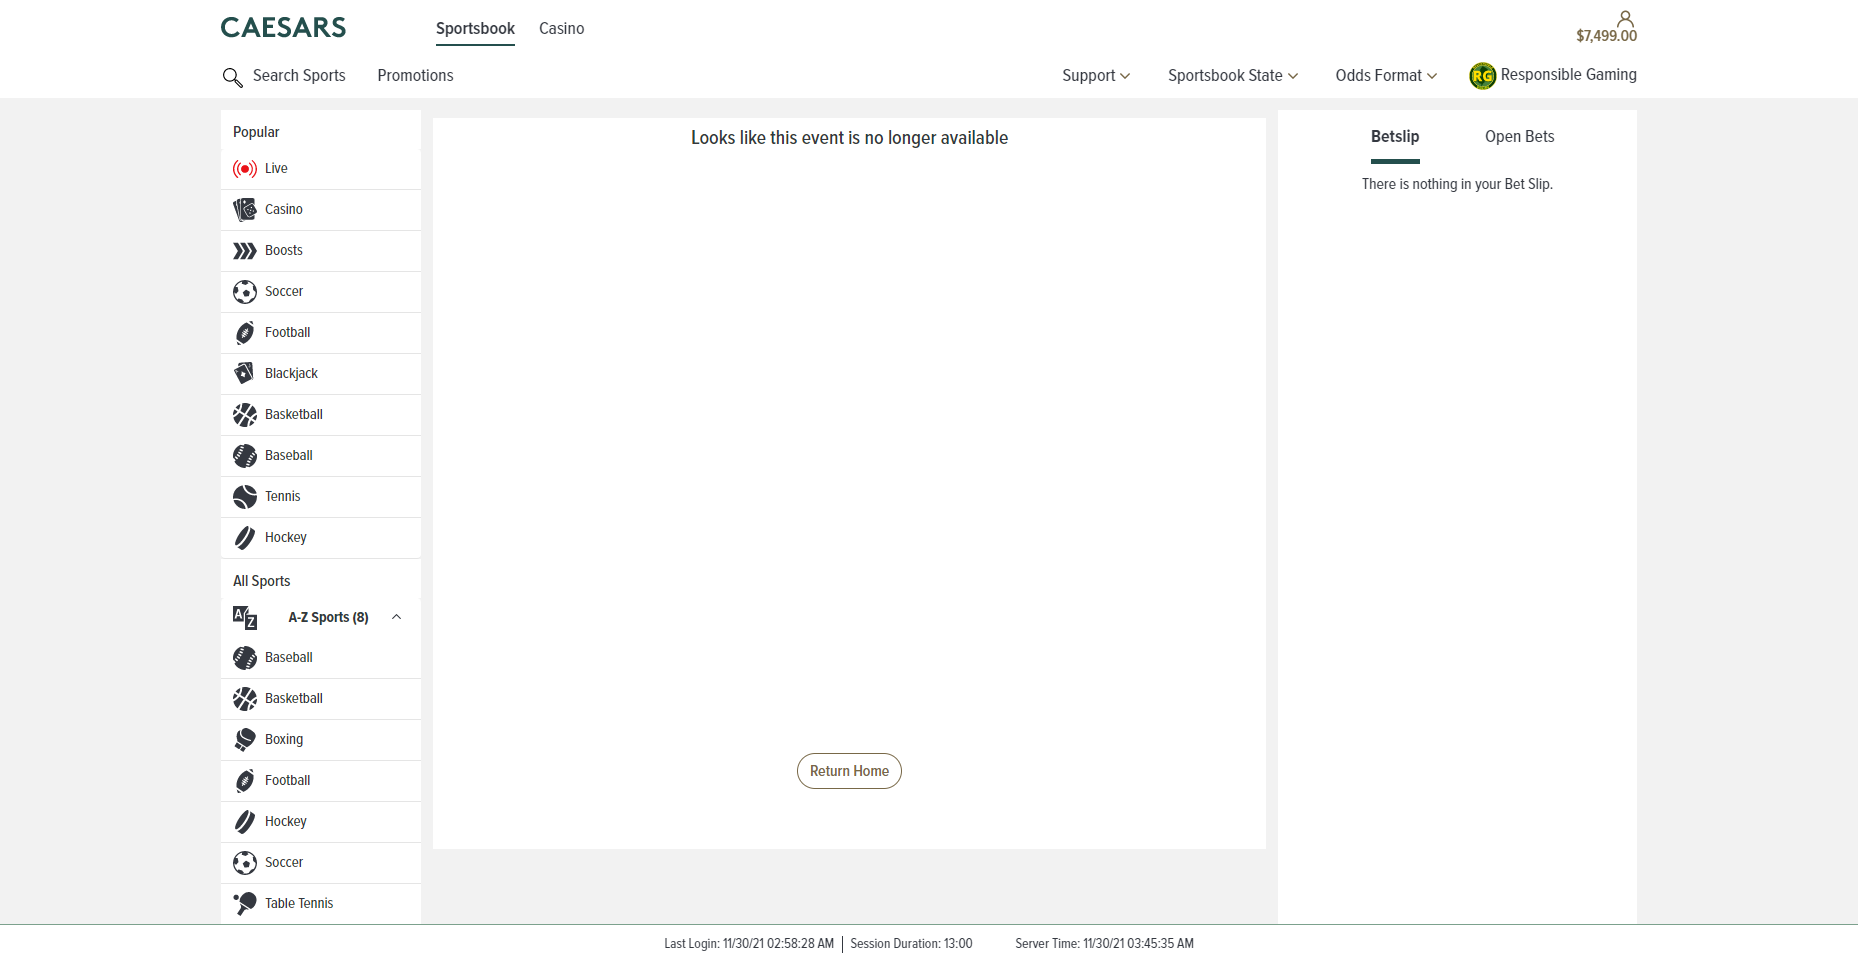 CAESARS
Sportsbook
Casino
$7,499.00
Search Sports
Promotions
Support
Sportsbook State
Odds Format
RG
Responsible Gaming
Popular
Live
Casino
Boosts
Soccer
Football
Blackjack
Basketball
Baseball
Tennis
Hockey
All Sports
A Z
A-Z Sports (8)
Baseball
Basketball
Boxing
Football
Hockey
Soccer
Table Tennis
Looks like this event is no longer available
Return Home
Betslip
Open Bets
There is nothing in your Bet Slip.
Last Login: 11/30/21 02:58:28 AM
Session Duration: 13:00
Server Time: 11/30/21 03:45:35 AM